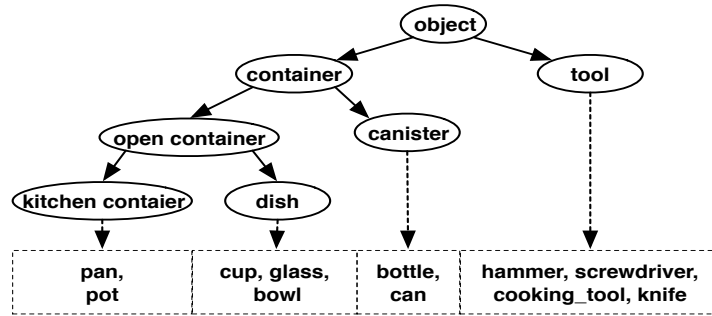 object
container
tool
open container
canister
kitchen contaier
dish
pan,
pot
cup, glass,
bowl
bottle,
can
hammer, screwdriver,
cooking_tool, knife